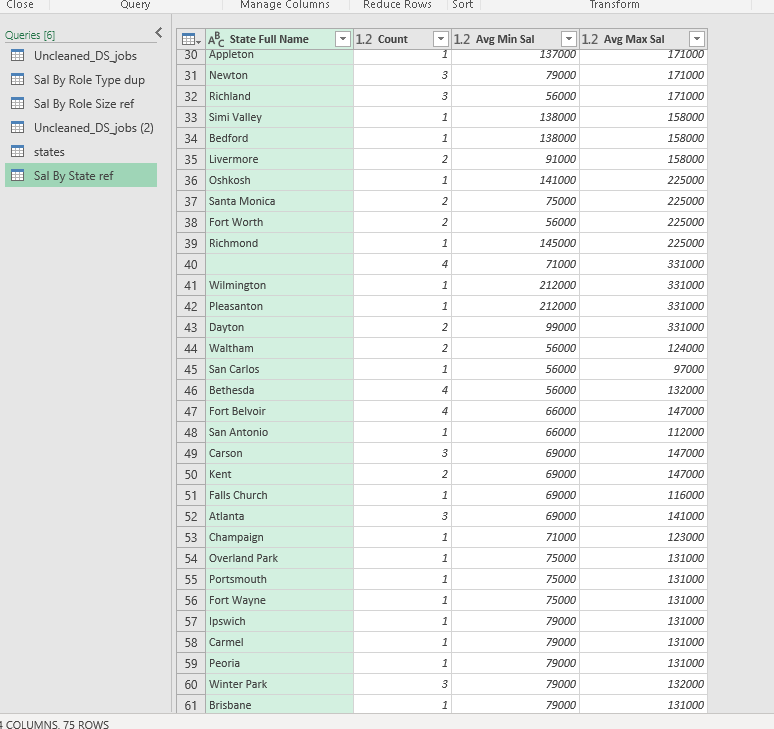 Close Query Manage Columns Reduce Rows Sort Transform
Queries [6]
Uncleaned_DS_jobs
Sal By Role Type dup
Sal By Role Size ref
Uncleaned_DS_jobs (2)
states
Sal By State ref
ABC State Full Name 1.2 Count 1.2 Avg Min Sal 1.2 Avg Max Sal
30 Appleton 1 137000 171000
31 Newton 3 79000 171000
32 Richland 3 56000 171000
33 Simi Valley 1 138000 158000
34 Bedford 1 138000 158000
35 Livermore 2 91000 158000
36 Oshkosh 1 141000 225000
37 Santa Monica 2 75000 225000
38 Fort Worth 2 56000 225000
39 Richmond 1 145000 225000
40 4 71000 331000
41 Wilmington 1 212000 331000
42 Pleasanton 1 212000 331000
43 Dayton 2 99000 331000
44 Waltham 2 56000 124000
45 San Carlos 1 56000 97000
46 Bethesda 4 56000 132000
47 Fort Belvoir 4 66000 147000
48 San Antonio 1 66000 112000
49 Carson 3 69000 147000
50 Kent 2 69000 147000
51 Falls Church 1 69000 116000
52 Atlanta 3 69000 141000
53 Champaign 1 71000 123000
54 Overland Park 1 75000 131000
55 Portsmouth 1 75000 131000
56 Fort Wayne 1 75000 131000
57 Ipswich 1 79000 131000
58 Carmel 1 79000 131000
59 Peoria 1 79000 131000
60 Winter Park 3 79000 132000
61 Brisbane 1 79000 131000
4 COLUMNS, 75 ROWS